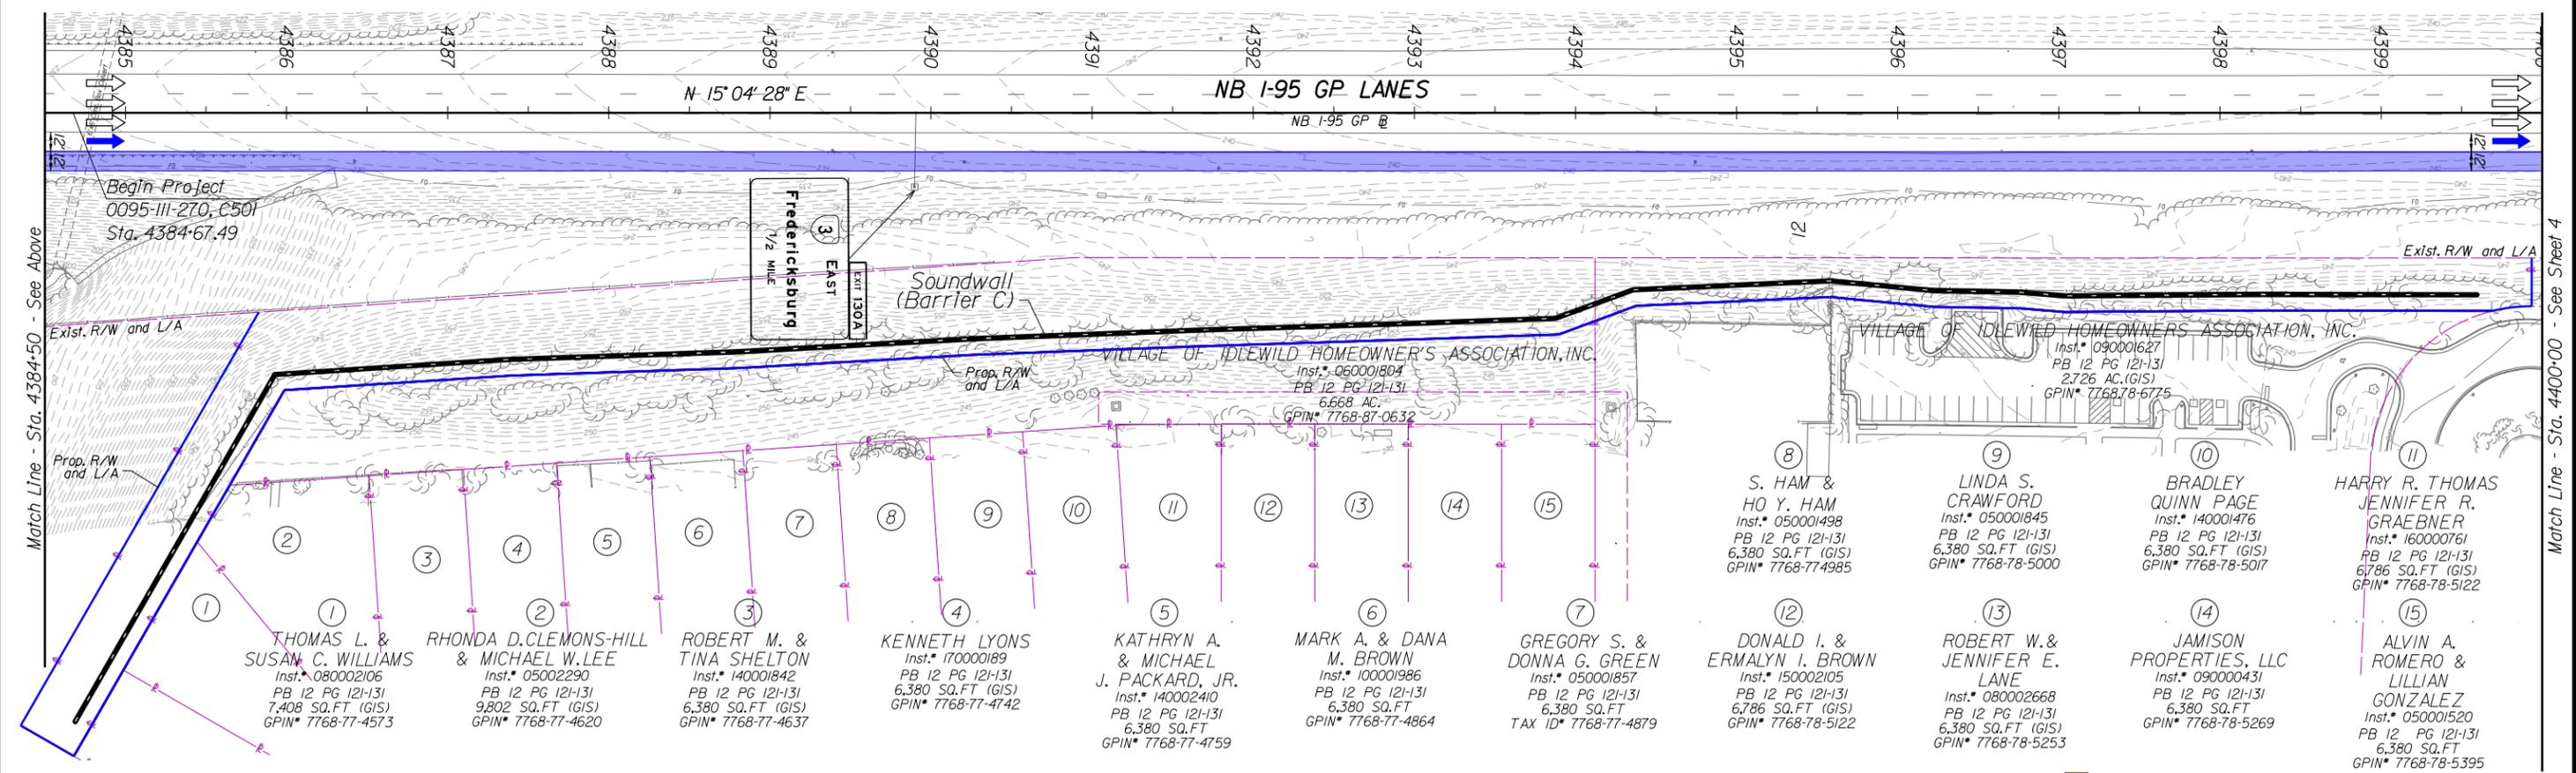 4385
4386
4387
4388
4389
4390
4391
4392
4393
4394
4395
4396
4397
4398
4399
N 15° 04' 28" E
NB I-95 GP LANES
NB I-95 GP BL
12' 12'
12' 12'
Begin Project
0095-111-270, C501
Sta. 4384+67.49
Match Line - Sta. 4384+50 - See Above
Match Line - Sta. 4400+00 - See Sheet 4
Exist. R/W and L/A
Exist. R/W and L/A
EXIT 130A
3 EAST
Fredericksburg
1/2 MILE
Soundwall
(Barrier C)
12
Prop. R/W
and L/A
Prop. R/W
and L/A
VILLAGE OF IDLEWILD HOMEOWNER'S ASSOCIATION, INC.
Inst.# 060001804
PB 12 PG 121-131
6.668 AC.
GPIN# 7768-87-0632
VILLAGE OF IDLEWILD HOMEOWNERS ASSOCIATION, INC.
Inst.# 090001627
PB 12 PG 121-131
2.726 AC.(GIS)
GPIN# 7768.78-6775
1
2
3
4
5
6
7
8
9
10
11
12
13
14
15
8
S. HAM &
HO Y. HAM
Inst.# 050001498
PB 12 PG 121-131
6,380 SQ.FT (GIS)
GPIN# 7768-774985
9
LINDA S.
CRAWFORD
Inst.# 050001845
PB 12 PG 121-131
6,380 SQ.FT (GIS)
GPIN# 7768-78-5000
10
BRADLEY
QUINN PAGE
Inst.# 140001476
PB 12 PG 121-131
6,380 SQ.FT (GIS)
GPIN# 7768-78-5017
11
HARRY R. THOMAS
JENNIFER R.
GRAEBNER
Inst.# 160000761
PB 12 PG 121-131
6,786 SQ.FT (GIS)
GPIN# 7768-78-5122
1
THOMAS L. &
SUSAN C. WILLIAMS
Inst.# 080002106
PB 12 PG 121-131
7,408 SQ.FT (GIS)
GPIN# 7768-77-4573
2
RHONDA D.CLEMONS-HILL
& MICHAEL W.LEE
Inst.# 05002290
PB 12 PG 121-131
9,802 SQ.FT (GIS)
GPIN# 7768-77-4620
3
ROBERT M. &
TINA SHELTON
Inst.# 140001842
PB 12 PG 121-131
6,380 SQ.FT (GIS)
GPIN# 7768-77-4637
4
KENNETH LYONS
Inst.# 170000189
PB 12 PG 121-131
6,380 SQ.FT (GIS)
GPIN# 7768-77-4742
5
KATHRYN A.
& MICHAEL
J. PACKARD, JR.
Inst.# 140002410
PB 12 PG 121-131
6,380 SQ.FT
GPIN# 7768-77-4759
6
MARK A. & DANA
M. BROWN
Inst.# 100001986
PB 12 PG 121-131
6,380 SQ.FT
GPIN# 7768-77-4864
7
GREGORY S. &
DONNA G. GREEN
Inst.# 050001857
PB 12 PG 121-131
6,380 SQ.FT
TAX ID# 7768-77-4879
12
DONALD I. &
ERMALYN I. BROWN
Inst.# 150002105
PB 12 PG 121-131
6,786 SQ.FT (GIS)
GPIN# 7768-78-5122
13
ROBERT W.&
JENNIFER E.
LANE
Inst.# 080002668
PB 12 PG 121-131
6,380 SQ.FT (GIS)
GPIN# 7768-78-5253
14
JAMISON
PROPERTIES, LLC
Inst.# 090000431
PB 12 PG 121-131
6,380 SQ.FT
GPIN# 7768-78-5269
15
ALVIN A.
ROMERO &
LILLIAN
GONZALEZ
Inst.# 050001520
PB 12 PG 121-131
6,380 SQ.FT
GPIN# 7768-78-5395